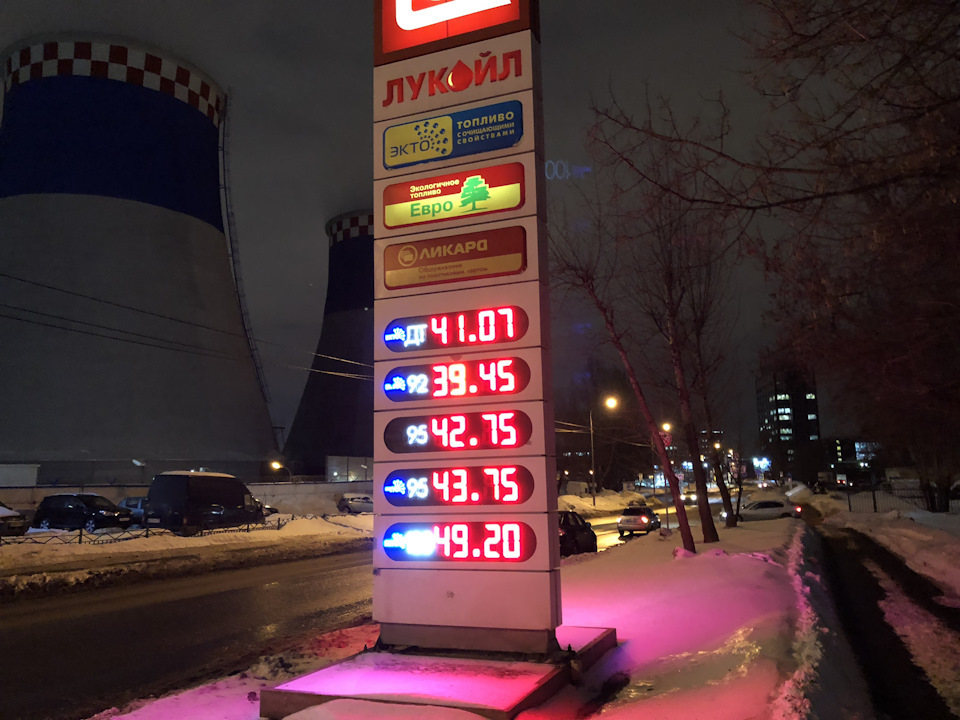 ЛУКОЙЛ
ЭКТО
ТОПЛИВО
С ОЧИЩАЮЩИМИ
СВОЙСТВАМИ
Экологичное
топливо
Евро
ЛИКАРД
Обслуживание
ДТ 41.07
92 39.45
95 42.75
95 43.75
49.20